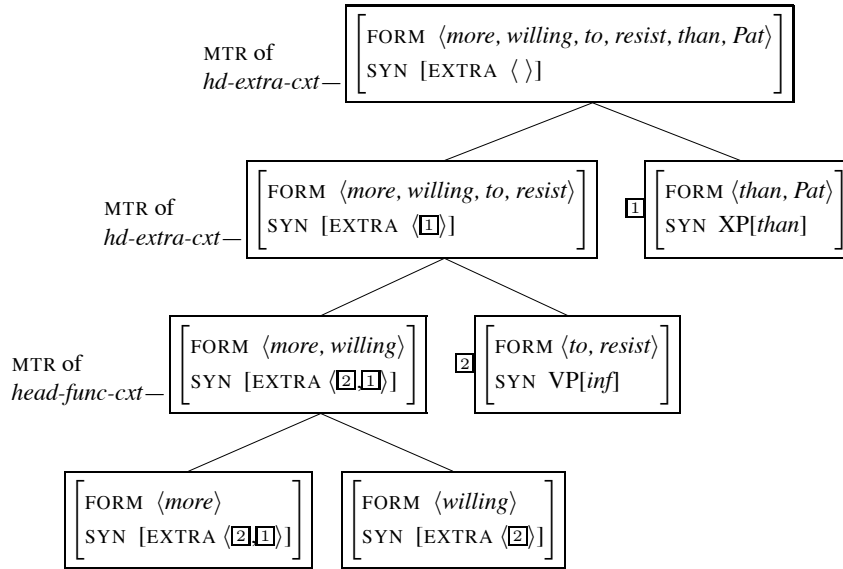 FORM ⟨more, willing, to, resist, than, Pat⟩
MTR of
SYN [EXTRA ⟨ ⟩]
hd-extra-cxt
FORM ⟨more, willing, to, resist⟩
FORM ⟨than, Pat⟩
MTR of
1
SYN [EXTRA ⟨1⟩]
SYN XP[than]
hd-extra-cxt
FORM ⟨more, willing⟩
FORM ⟨to, resist⟩
MTR of
2
SYN [EXTRA ⟨2,1⟩]
SYN VP[inf]
head-func-cxt
FORM ⟨more⟩
FORM ⟨willing⟩
SYN [EXTRA ⟨2,1⟩]
SYN [EXTRA ⟨2⟩]